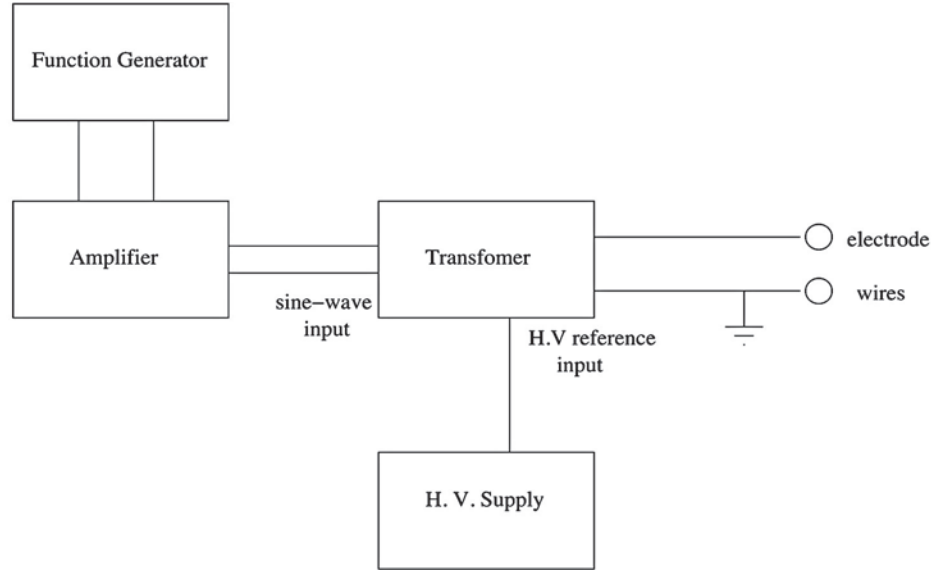 Function Generator
Amplifier
Transfomer
electrode
wires
sine−wave
input
H.V reference
input
H. V. Supply